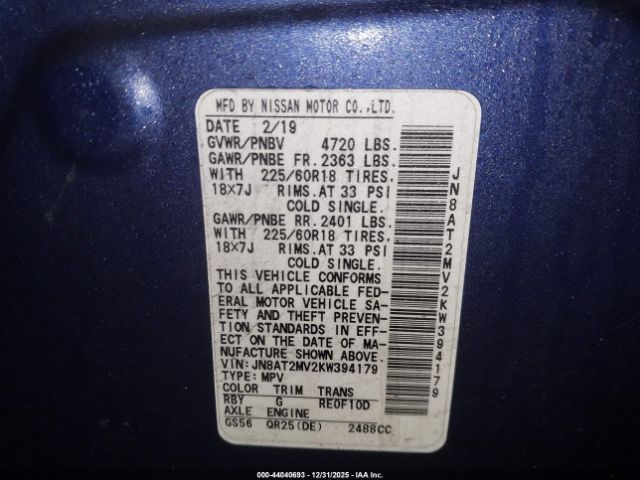 MFD BY NISSAN MOTOR CO.,LTD.
DATE 2/19
GVWR/PNBV 4720 LBS.
GAWR/PNBE FR. 2363 LBS.
WITH 225/60R18 TIRES.
18X7J RIMS.AT 33 PSI
COLD SINGLE.
GAWR/PNBE RR. 2401 LBS.
WITH 225/60R18 TIRES.
18X7J RIMS.AT 33 PSI
COLD SINGLE.
THIS VEHICLE CONFORMS
TO ALL APPLICABLE FED-
ERAL MOTOR VEHICLE SA-
FETY AND THEFT PREVEN-
TION STANDARDS IN EFF-
ECT ON THE DATE OF MA-
NUFACTURE SHOWN ABOVE.
VIN: JN8AT2MV2KW394179
TYPE: MPV
COLOR TRIM TRANS
RBY G RE0F10D
AXLE ENGINE
GS56 QR25(DE) 2488CC
JN8AT2MV2KW394179
000-44040693 - 12/31/2025 - IAAI.COM